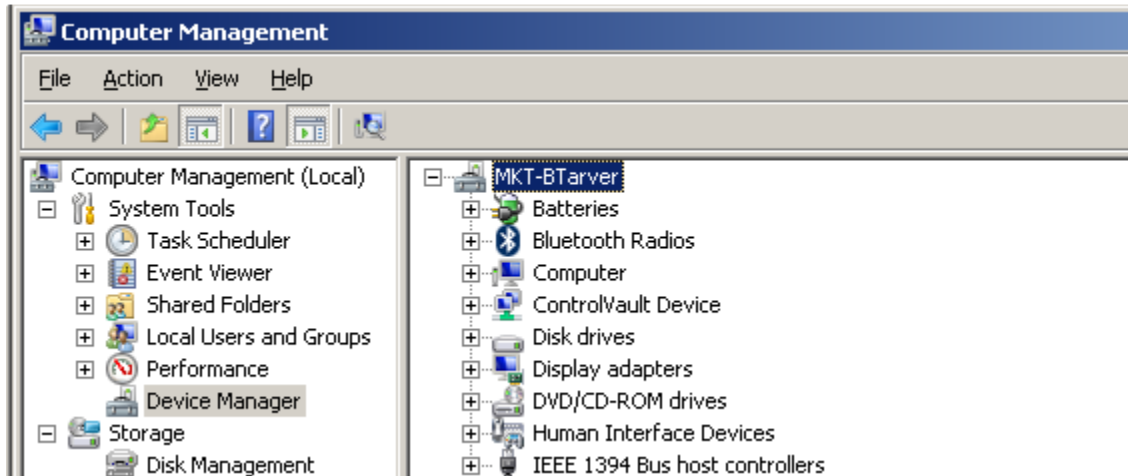 Computer Management
File Action View Help
Computer Management (Local)
System Tools
Task Scheduler
Event Viewer
Shared Folders
Local Users and Groups
Performance
Device Manager
Storage
Disk Management
MKT-BTarver
Batteries
Bluetooth Radios
Computer
ControlVault Device
Disk drives
Display adapters
DVD/CD-ROM drives
Human Interface Devices
IEEE 1394 Bus host controllers